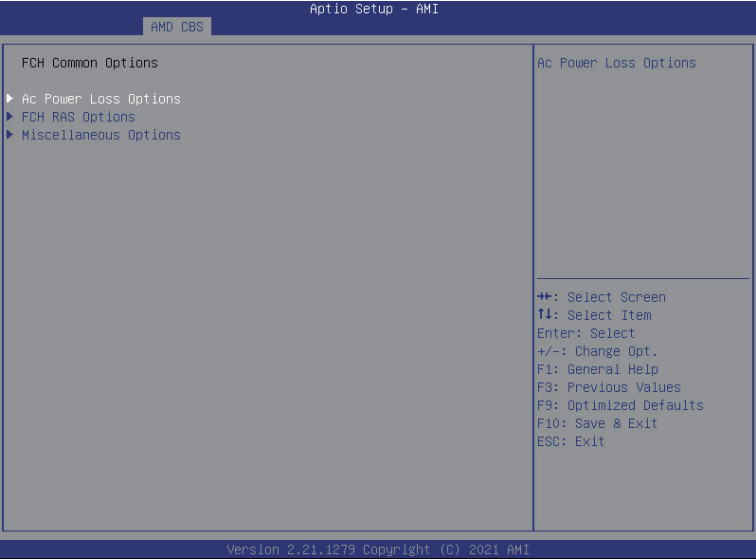 Aptio Setup – AMI
AMD CBS
FCH Common Options
Ac Power Loss Options
FCH RAS Options
Miscellaneous Options
Ac Power Loss Options
→←: Select Screen
↑↓: Select Item
Enter: Select
+/-: Change Opt.
F1: General Help
F3: Previous Values
F9: Optimized Defaults
F10: Save & Exit
ESC: Exit
Version 2.21.1279 Copyright (C) 2021 AMI